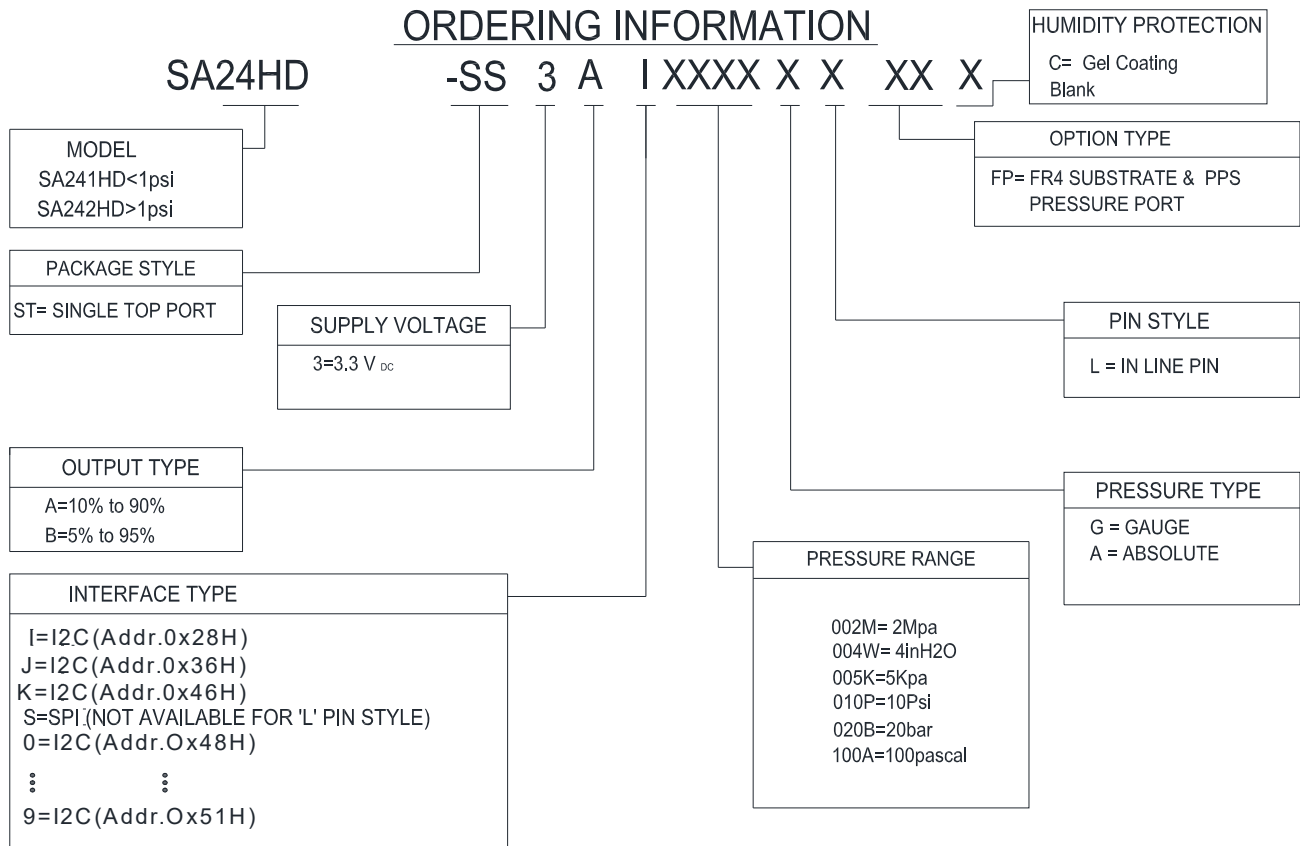 ORDERING INFORMATION
SA24HD -SS 3 A I XXXX X X XX X
HUMIDITY PROTECTION
C= Gel Coating
Blank
MODEL
SA241HD<1psi
SA242HD>1psi
OPTION TYPE
FP= FR4 SUBSTRATE & PPS
PRESSURE PORT
PACKAGE STYLE
ST= SINGLE TOP PORT
SUPPLY VOLTAGE
3=3.3 V DC
PIN STYLE
L = IN LINE PIN
OUTPUT TYPE
A=10% to 90%
B=5% to 95%
PRESSURE TYPE
G = GAUGE
A = ABSOLUTE
INTERFACE TYPE
I=I2C(Addr.0x28H)
J=I2C(Addr.0x36H)
K=I2C(Addr.0x46H)
S=SPI (NOT AVAILABLE FOR 'L' PIN STYLE)
0=I2C(Addr.Ox48H)
9=I2C(Addr.Ox51H)
PRESSURE RANGE
002M= 2Mpa
004W= 4inH2O
005K=5Kpa
010P=10Psi
020B=20bar
100A=100pascal